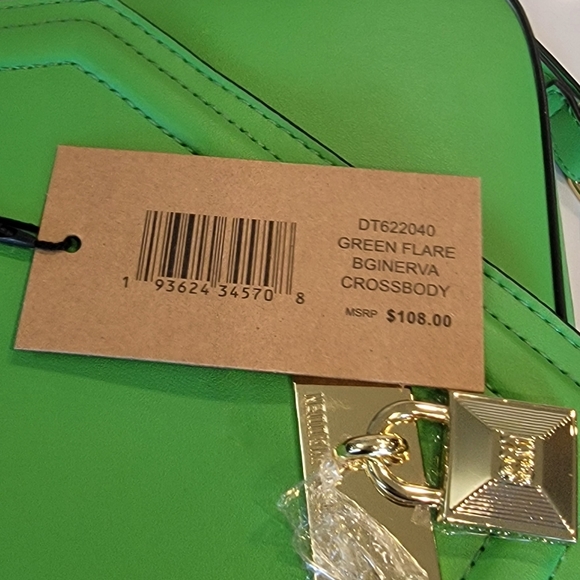 DT622040
GREEN FLARE
BGINERVA
CROSSBODY
MSRP $108.00
1 93624 34570 8